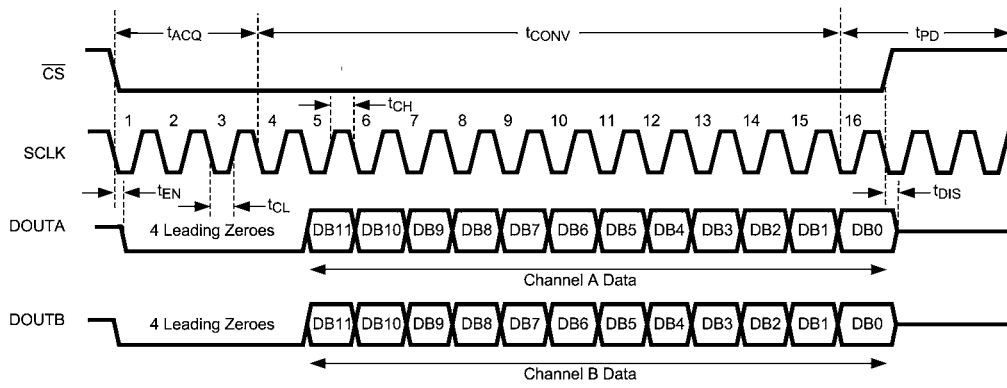 tACQ tCONV tPD
CS
tCH
1 2 3 4 5 6 7 8 9 10 11 12 13 14 15 16
SCLK
tEN tCL tDIS
DOUTA 4 Leading Zeroes DB11 DB10 DB9 DB8 DB7 DB6 DB5 DB4 DB3 DB2 DB1 DB0
Channel A Data
DOUTB 4 Leading Zeroes DB11 DB10 DB9 DB8 DB7 DB6 DB5 DB4 DB3 DB2 DB1 DB0
Channel B Data